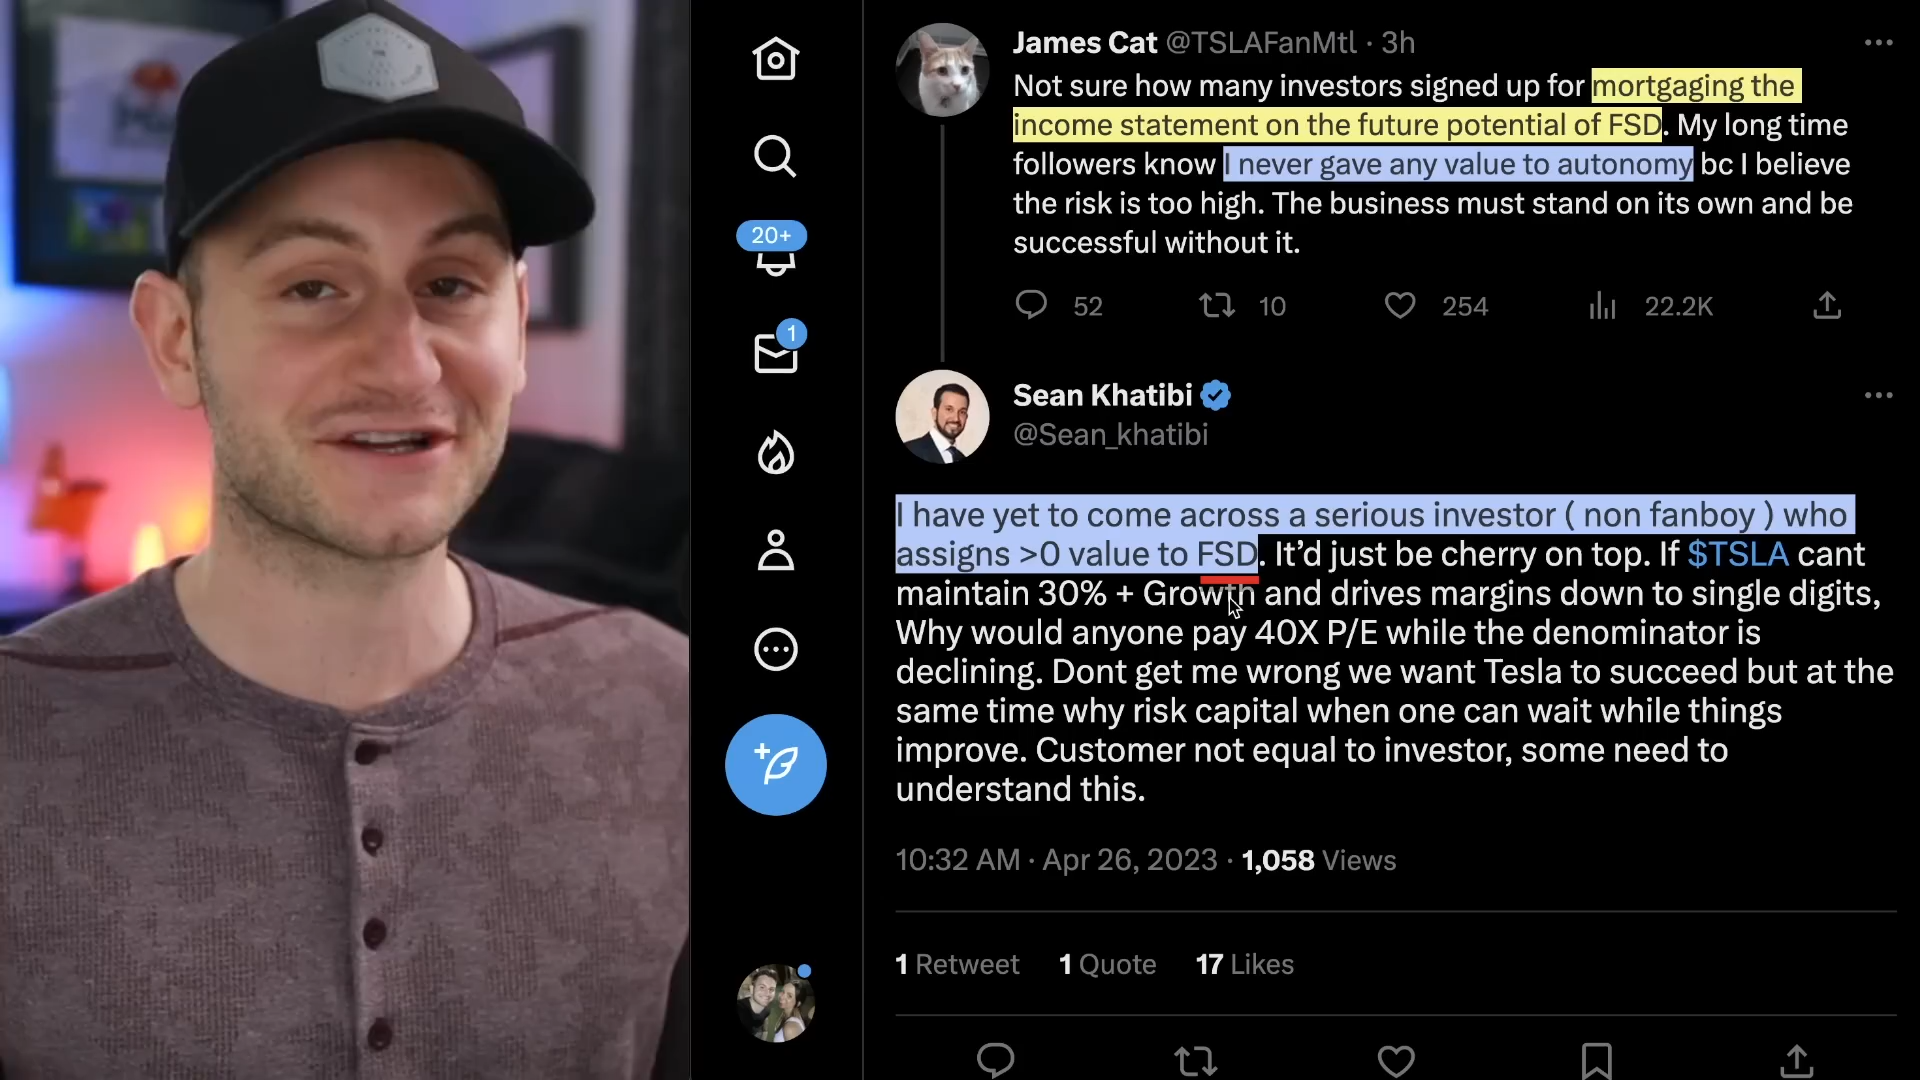 James Cat @TSLAFanMtl · 3h
Not sure how many investors signed up for mortgaging the
income statement on the future potential of FSD. My long time
followers know I never gave any value to autonomy bc I believe
the risk is too high. The business must stand on its own and be
successful without it.
52 10 254 22.2K
20+
1
Sean Khatibi
@Sean_khatibi
I have yet to come across a serious investor ( non fanboy ) who
assigns >0 value to FSD. It’d just be cherry on top. If $TSLA cant
maintain 30% + Growth and drives margins down to single digits,
Why would anyone pay 40X P/E while the denominator is
declining. Dont get me wrong we want Tesla to succeed but at the
same time why risk capital when one can wait while things
improve. Customer not equal to investor, some need to
understand this.
10:32 AM · Apr 26, 2023 · 1,058 Views
1 Retweet 1 Quote 17 Likes